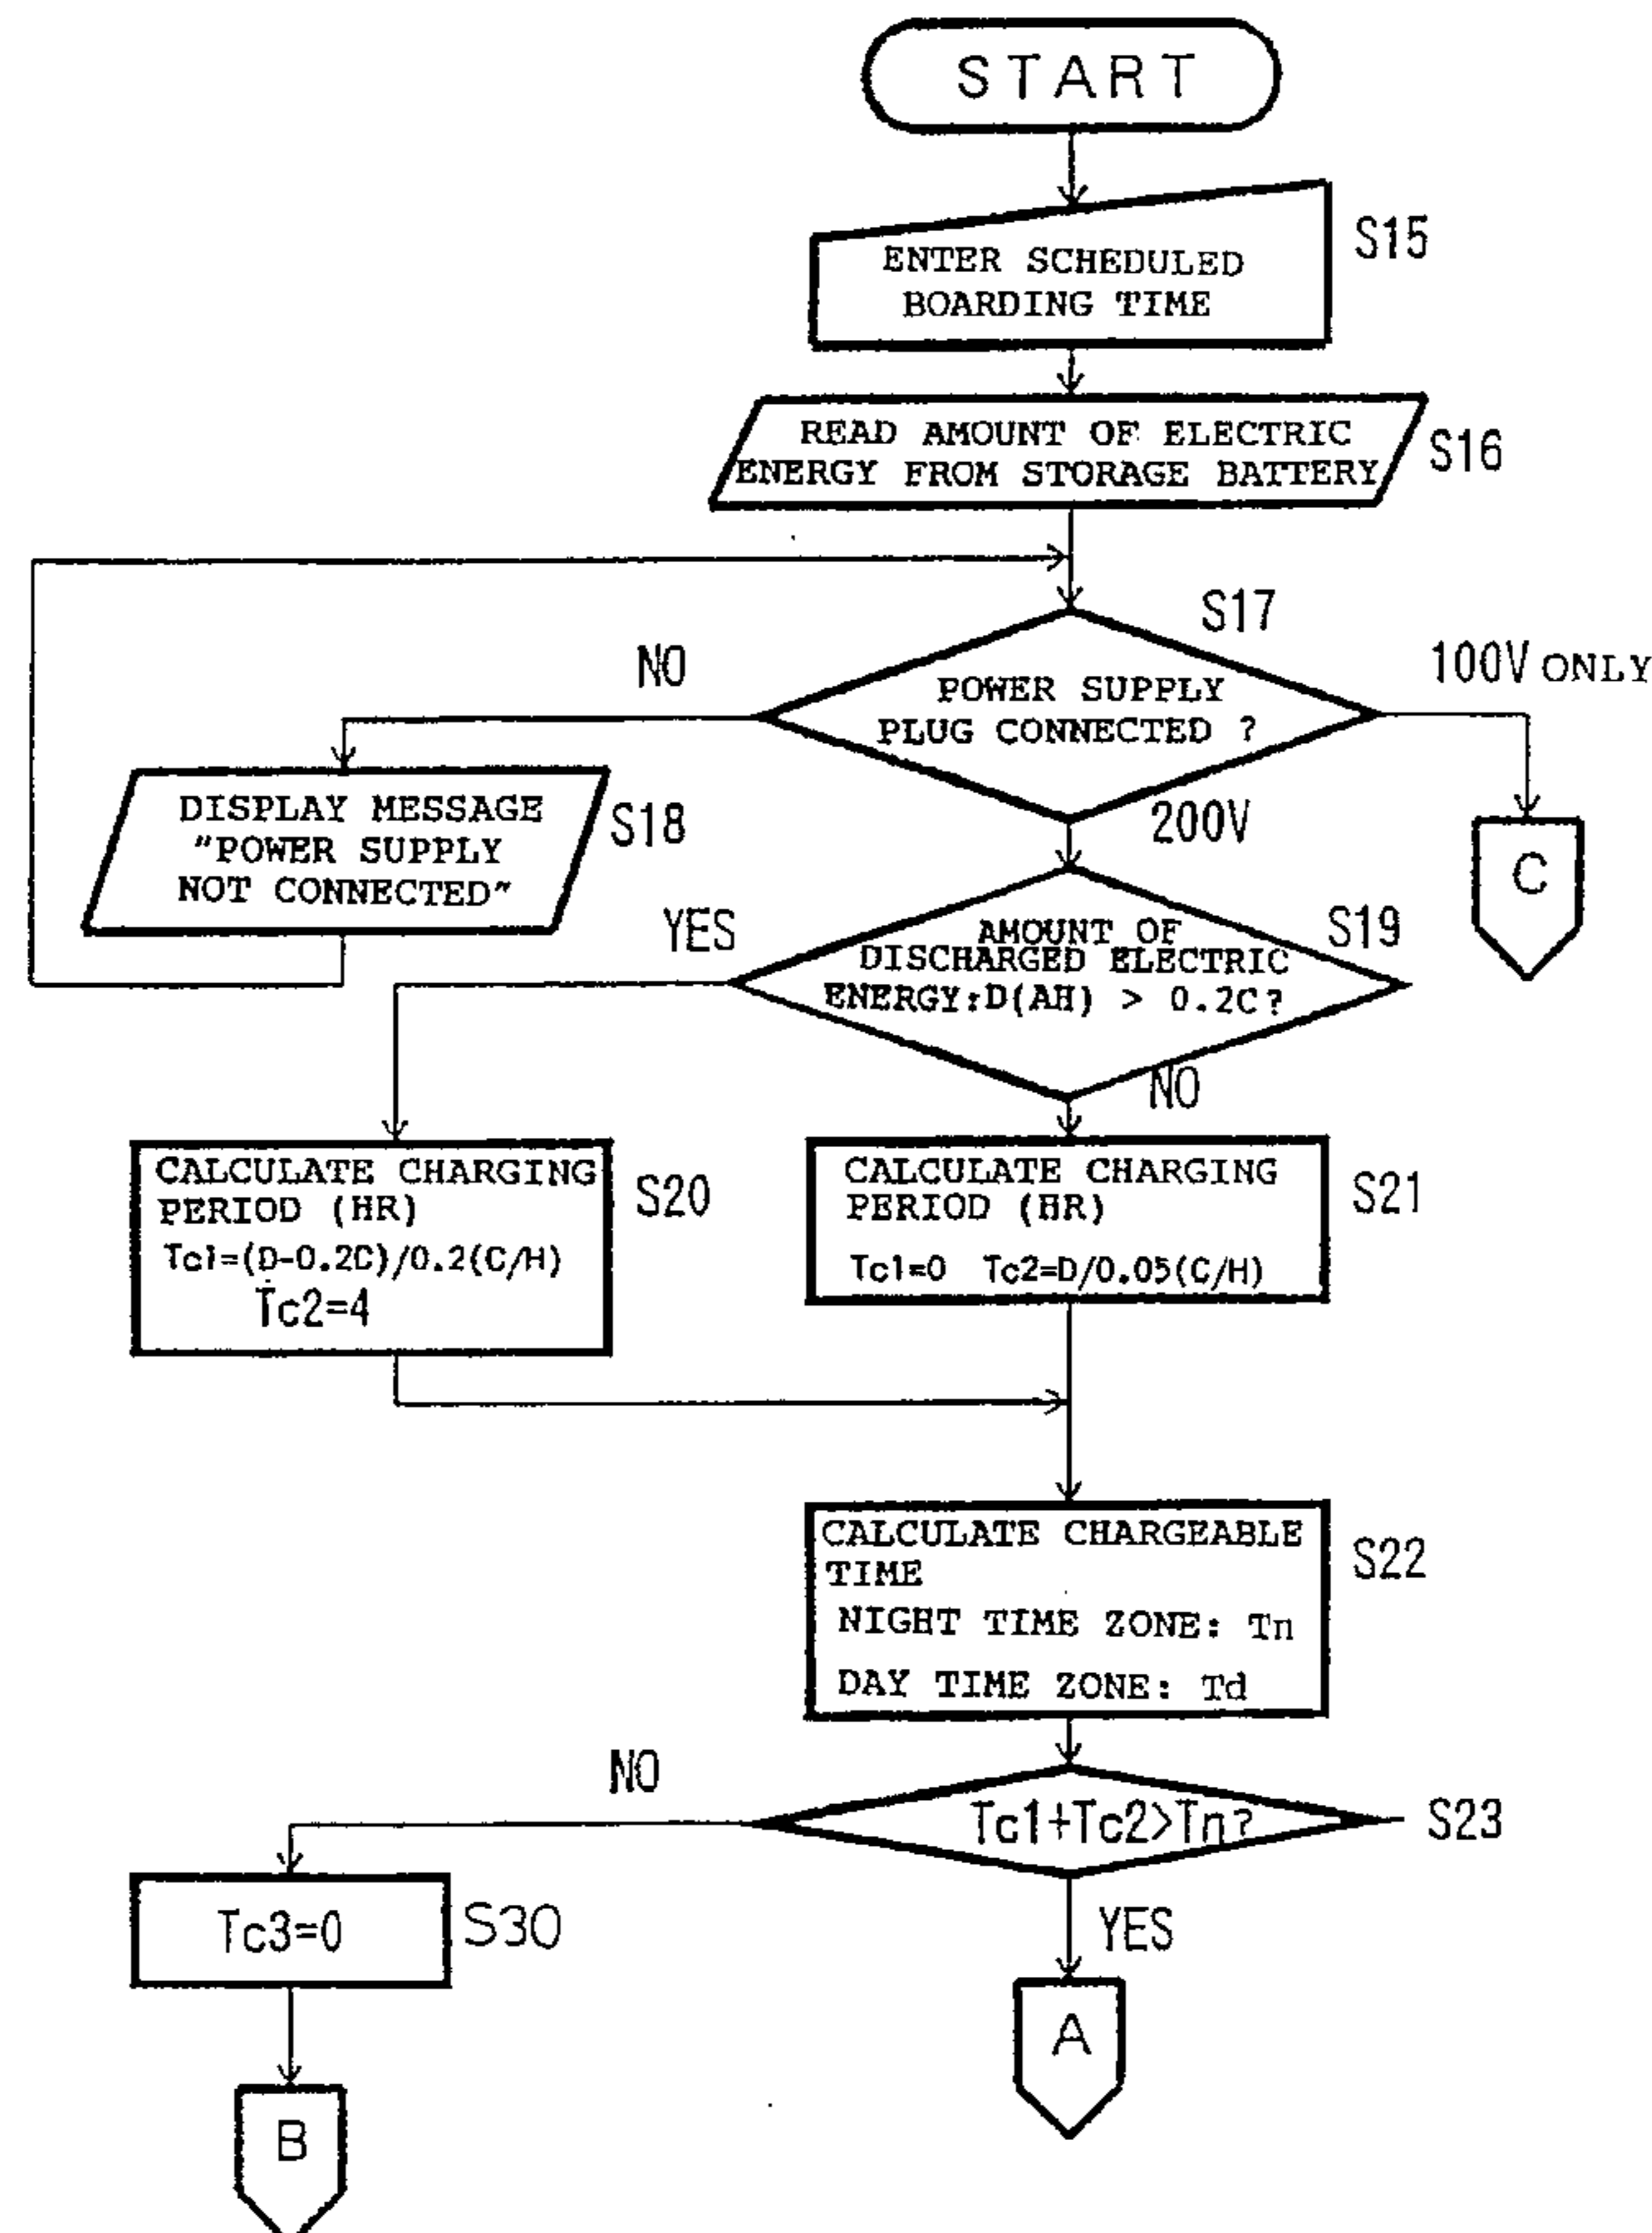 START
S15
ENTER SCHEDULED
BOARDING TIME
READ AMOUNT OF ELECTRIC
ENERGY FROM STORAGE BATTERY
S16
S17
NO
100V ONLY
POWER SUPPLY
PLUG CONNECTED ?
200V
DISPLAY MESSAGE
"POWER SUPPLY
NOT CONNECTED"
S18
C
YES
S19
AMOUNT OF
DISCHARGED ELECTRIC
ENERGY:D(AH) > 0.2C?
NO
CALCULATE CHARGING
PERIOD (HR)
Tc1=(D-0.2C)/0.2(C/H)
Tc2=4
S20
CALCULATE CHARGING
PERIOD (HR)
Tc1=0 Tc2=D/0.05(C/H)
S21
CALCULATE CHARGEABLE
TIME
NIGHT TIME ZONE: Tn
DAY TIME ZONE: Td
S22
NO
Tc1+Tc2>Tn?
S23
YES
Tc3=0
S30
A
B